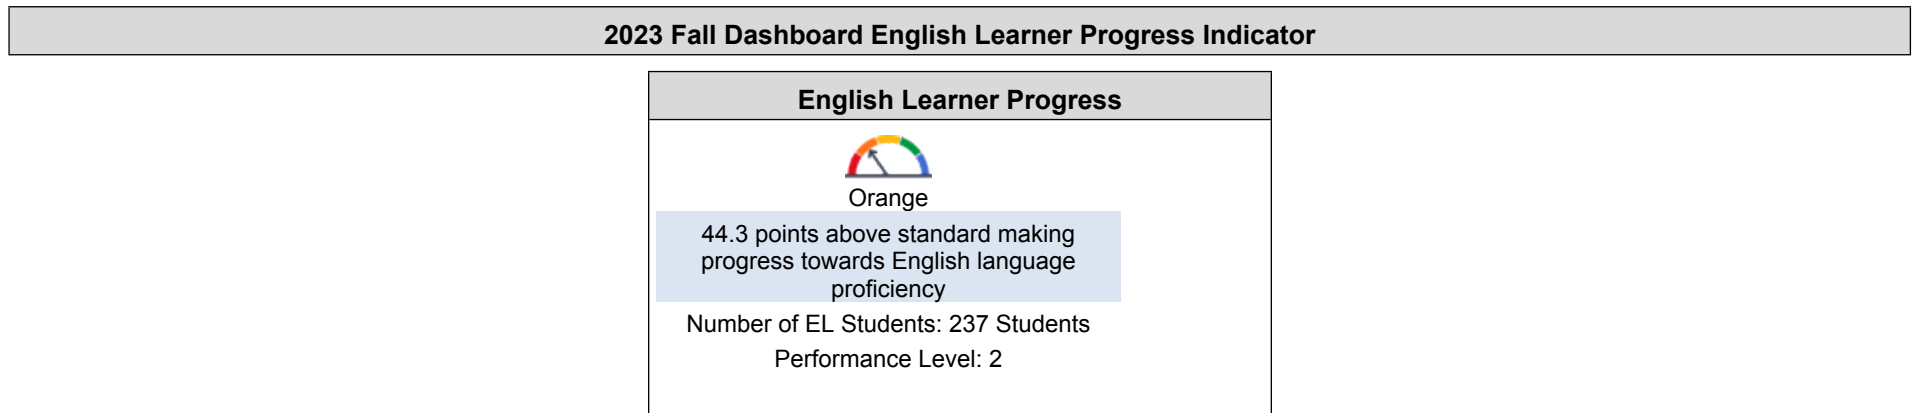 2023 Fall Dashboard English Learner Progress Indicator
English Learner Progress
Orange
44.3 points above standard making
progress towards English language
proficiency
Number of EL Students: 237 Students
Performance Level: 2